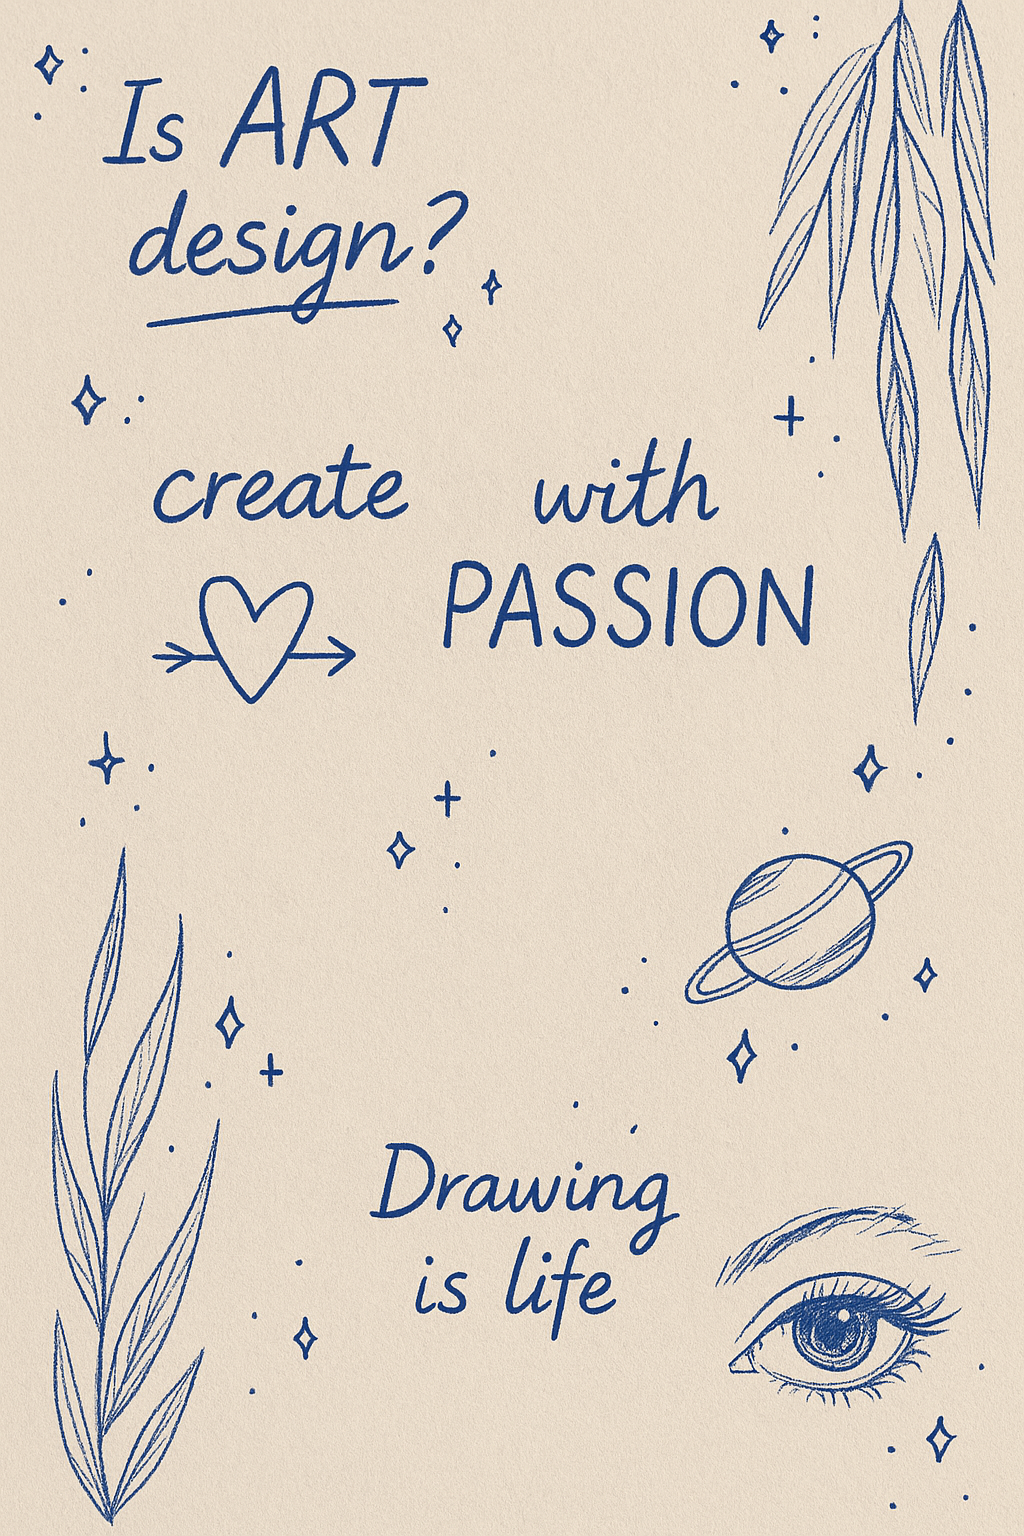 Is ART
design?
create with
PASSION
Drawing
is life